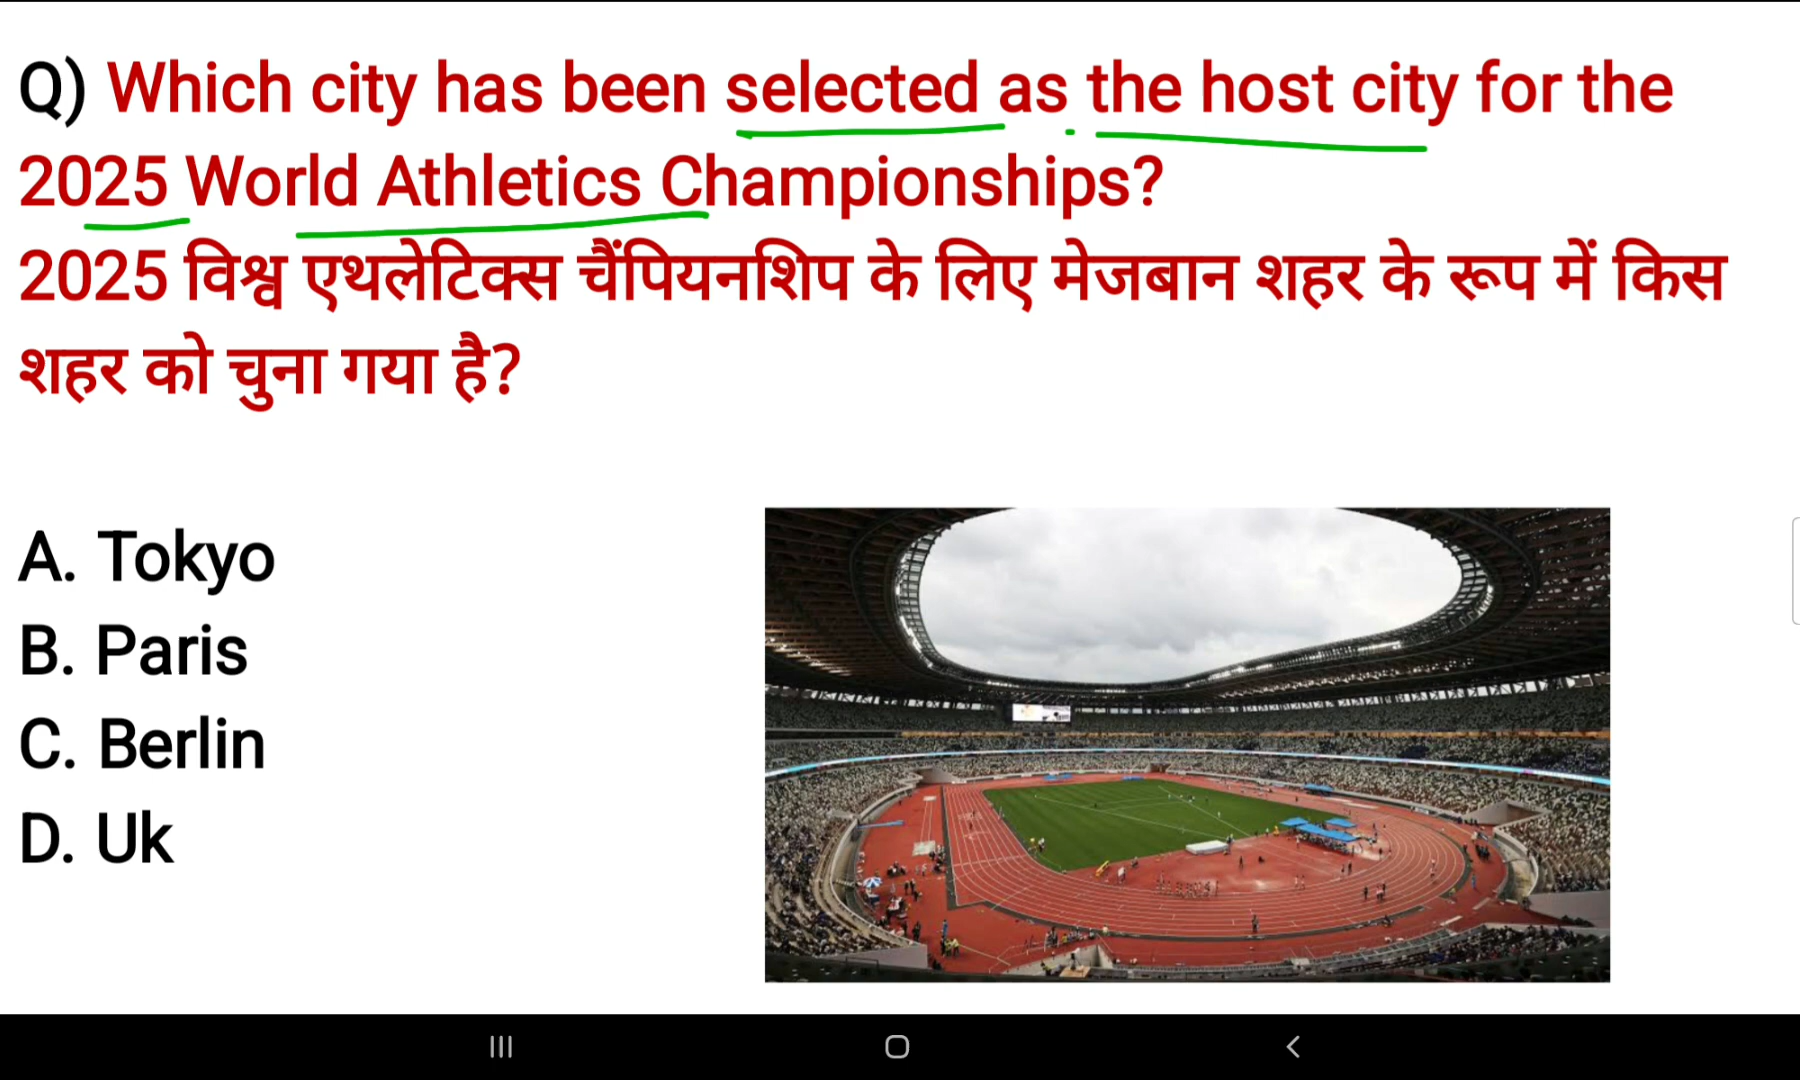 Q) Which city has been selected as the host city for the
2025 World Athletics Championships?
2025 विश्व एथलेटिक्स चैंपियनशिप के लिए मेजबान शहर के रूप में किस
शहर को चुना गया है?
A. Tokyo
B. Paris
C. Berlin
D. Uk